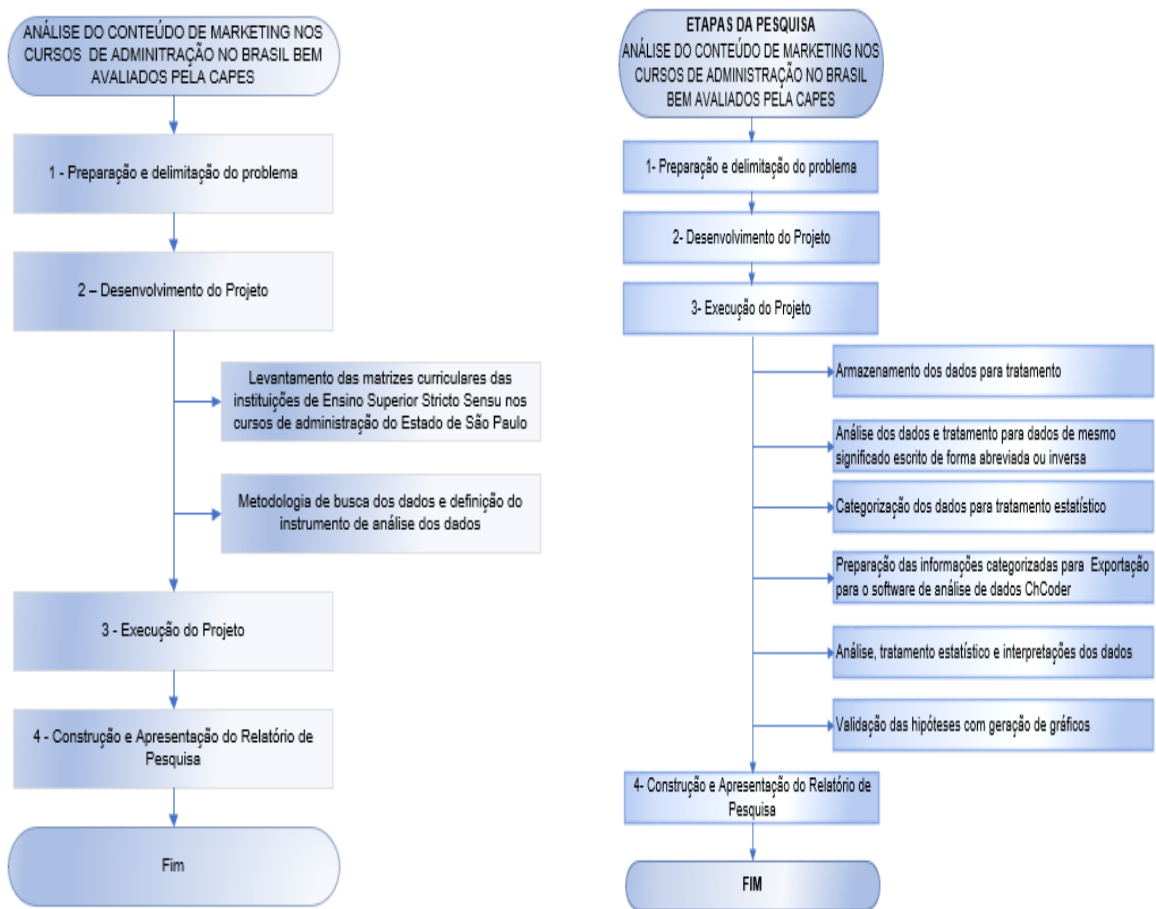 ANÁLISE DO CONTEÚDO DE MARKETING NOS
CURSOS DE ADMINITRAÇÃO NO BRASIL BEM
AVALIADOS PELA CAPES
1 - Preparação e delimitação do problema
2 – Desenvolvimento do Projeto
Levantamento das matrizes curriculares das
instituições de Ensino Superior Stricto Sensu nos
cursos de administração do Estado de São Paulo
Metodologia de busca dos dados e definição do
instrumento de análise dos dados
3 - Execução do Projeto
4 - Construção e Apresentação do Relatório de
Pesquisa
Fim
ETAPAS DA PESQUISA
ANÁLISE DO CONTEÚDO DE MARKETING NOS
CURSOS DE ADMINISTRAÇÃO NO BRASIL
BEM AVALIADOS PELA CAPES
1- Preparação e delimitação do problema
2- Desenvolvimento do Projeto
3- Execução do Projeto
Armazenamento dos dados para tratamento
Análise dos dados e tratamento para dados de mesmo
significado escrito de forma abreviada ou inversa
Categorização dos dados para tratamento estatístico
Preparação das informações categorizadas para Exportação
para o software de análise de dados ChCoder
Análise, tratamento estatístico e interpretações dos dados
Validação das hipóteses com geração de gráficos
4- Construção e Apresentação do Relatório de
Pesquisa
FIM